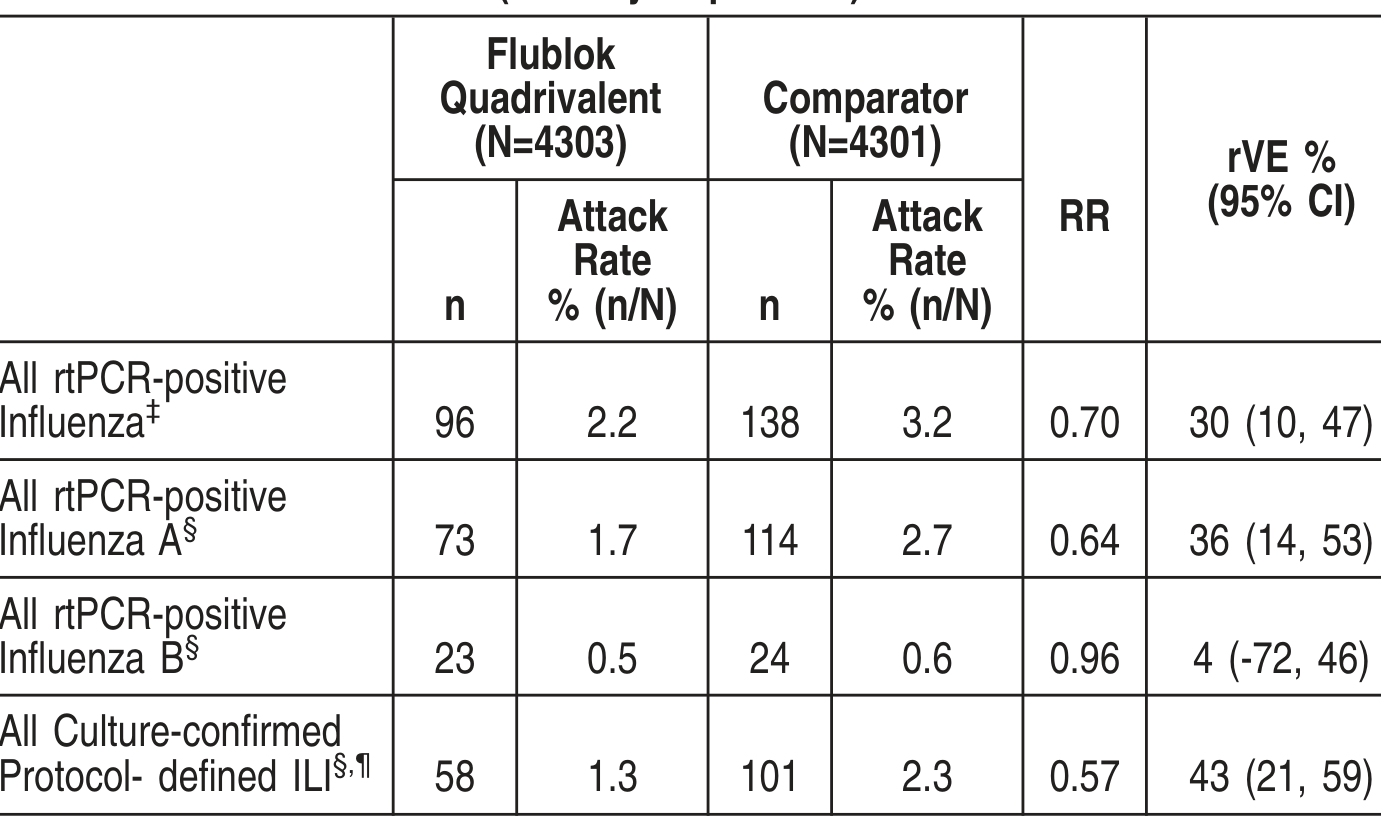 Flublok
Quadrivalent
(N=4303)
Comparator
(N=4301)
RR
rVE %
(95% CI)
n
Attack
Rate
% (n/N)
n
Attack
Rate
% (n/N)
All rtPCR-positive
Influenza‡
96 2.2 138 3.2 0.70 30 (10, 47)
All rtPCR-positive
Influenza A§
73 1.7 114 2.7 0.64 36 (14, 53)
All rtPCR-positive
Influenza B§
23 0.5 24 0.6 0.96 4 (-72, 46)
All Culture-confirmed
Protocol- defined ILI§,¶
58 1.3 101 2.3 0.57 43 (21, 59)